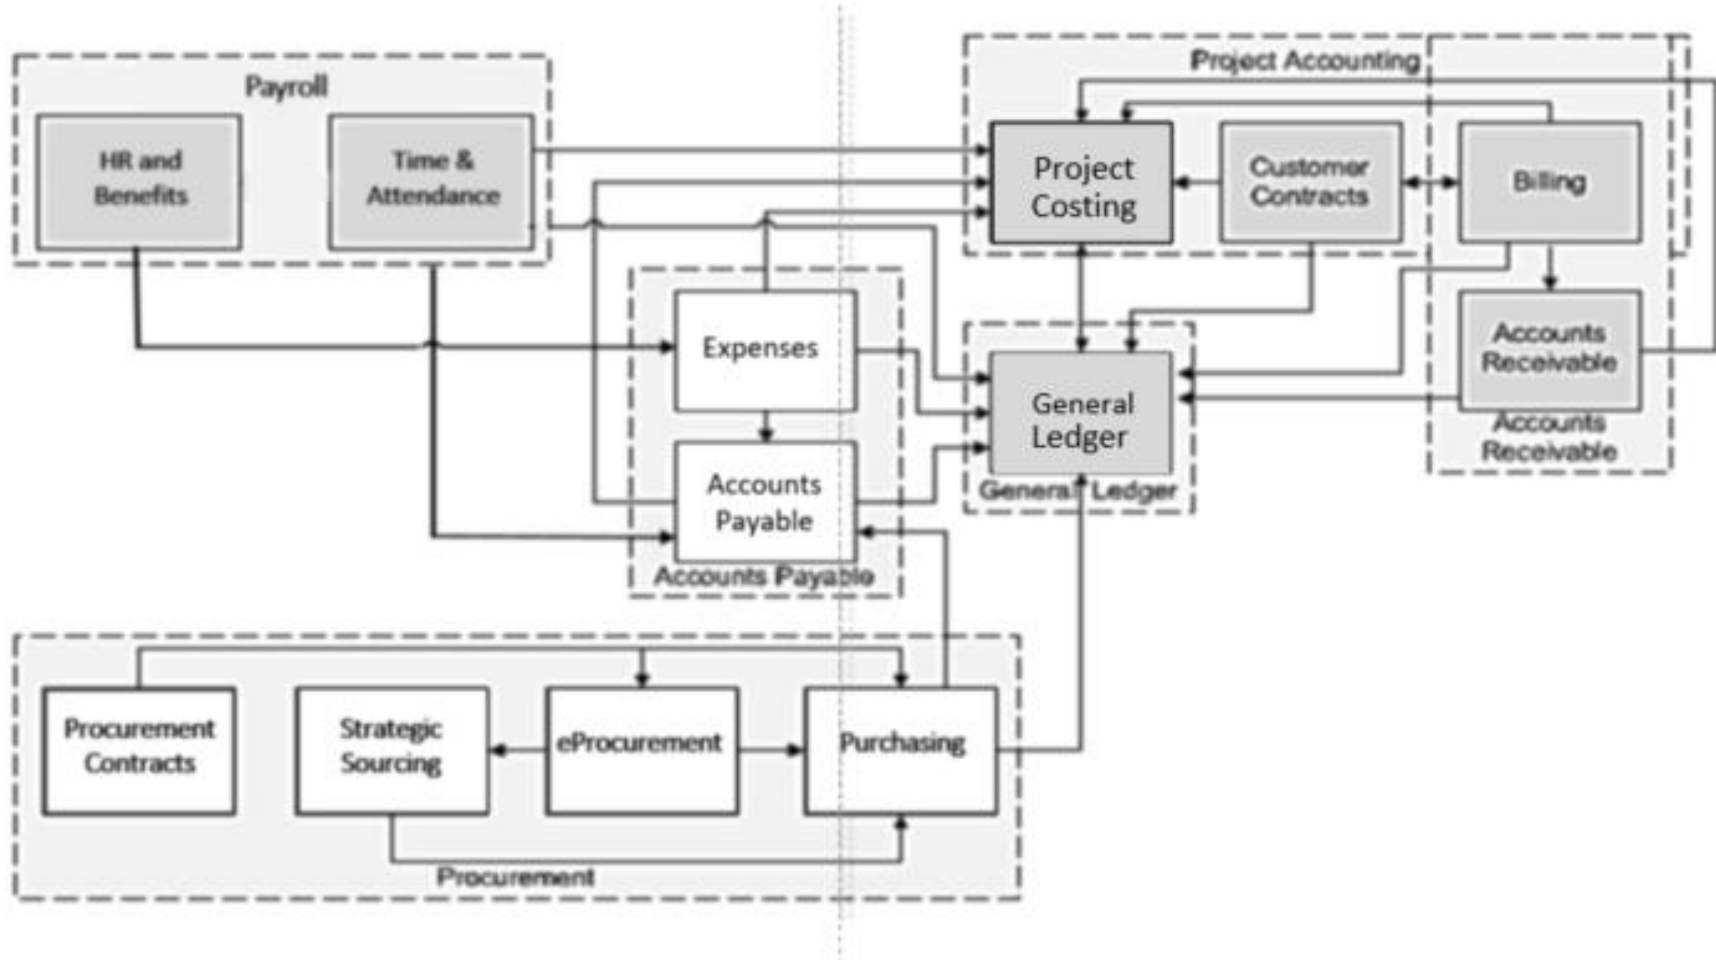 Payroll
HR and
Benefits
Time &
Attendance
Project Accounting
Project
Costing
Customer
Contracts
Billing
Expenses
Accounts
Payable
Accounts Payable
General
Ledger
General Ledger
Accounts
Receivable
Accounts
Receivable
Procurement
Contracts
Strategic
Sourcing
eProcurement
Purchasing
Procurement